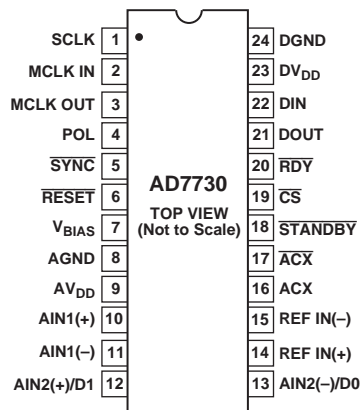 SCLK 1 24 DGND
MCLK IN 2 23 DVDD
MCLK OUT 3 22 DIN
POL 4 21 DOUT
SYNC 5 20 RDY
RESET 6 AD7730 19 CS
TOP VIEW
VBIAS 7 (Not to Scale) 18 STANDBY
AGND 8 17 ACX
AVDD 9 16 ACX
AIN1(+) 10 15 REF IN(–)
AIN1(–) 11 14 REF IN(+)
AIN2(+)/D1 12 13 AIN2(–)/D0